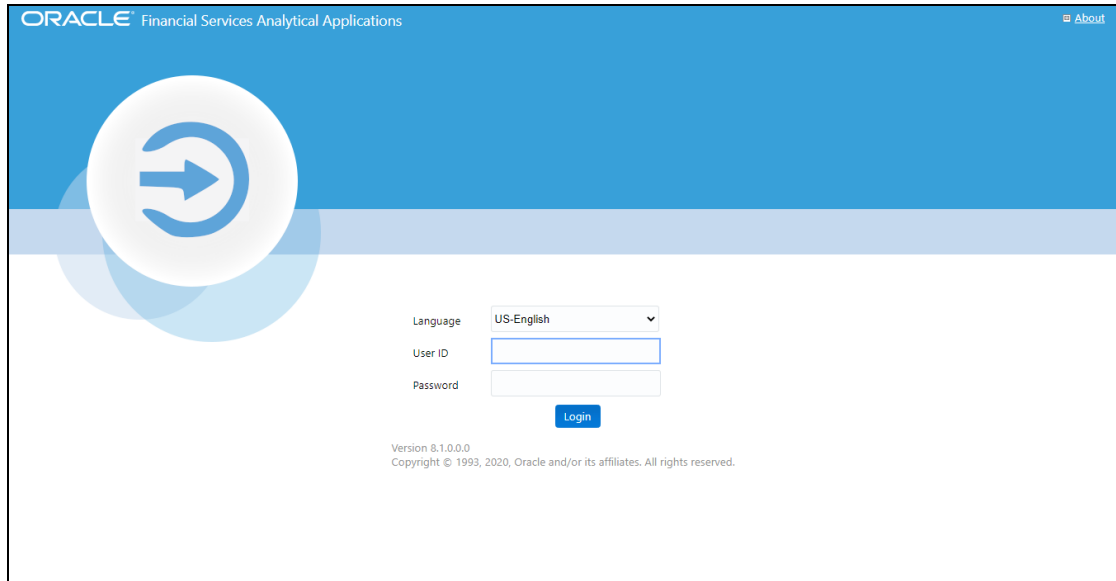 ORACLE® Financial Services Analytical Applications
About
Language US-English
User ID
Password
Login
Version 8.1.0.0.0
Copyright © 1993, 2020, Oracle and/or its affiliates. All rights reserved.